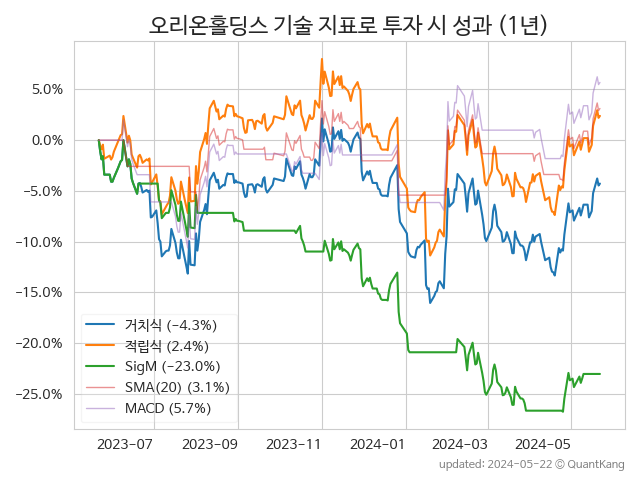 오리온홀딩스 기술 지표로 투자 시 성과 (1년)
5.0%
0.0%
−5.0%
−10.0%
−15.0%
−20.0%
−25.0%
거치식 (−4.3%)
적립식 (2.4%)
SigM (−23.0%)
SMA(20) (3.1%)
MACD (5.7%)
2023−07 2023−09 2023−11 2024−01 2024−03 2024−05
updated: 2024−05−22 © QuantKang